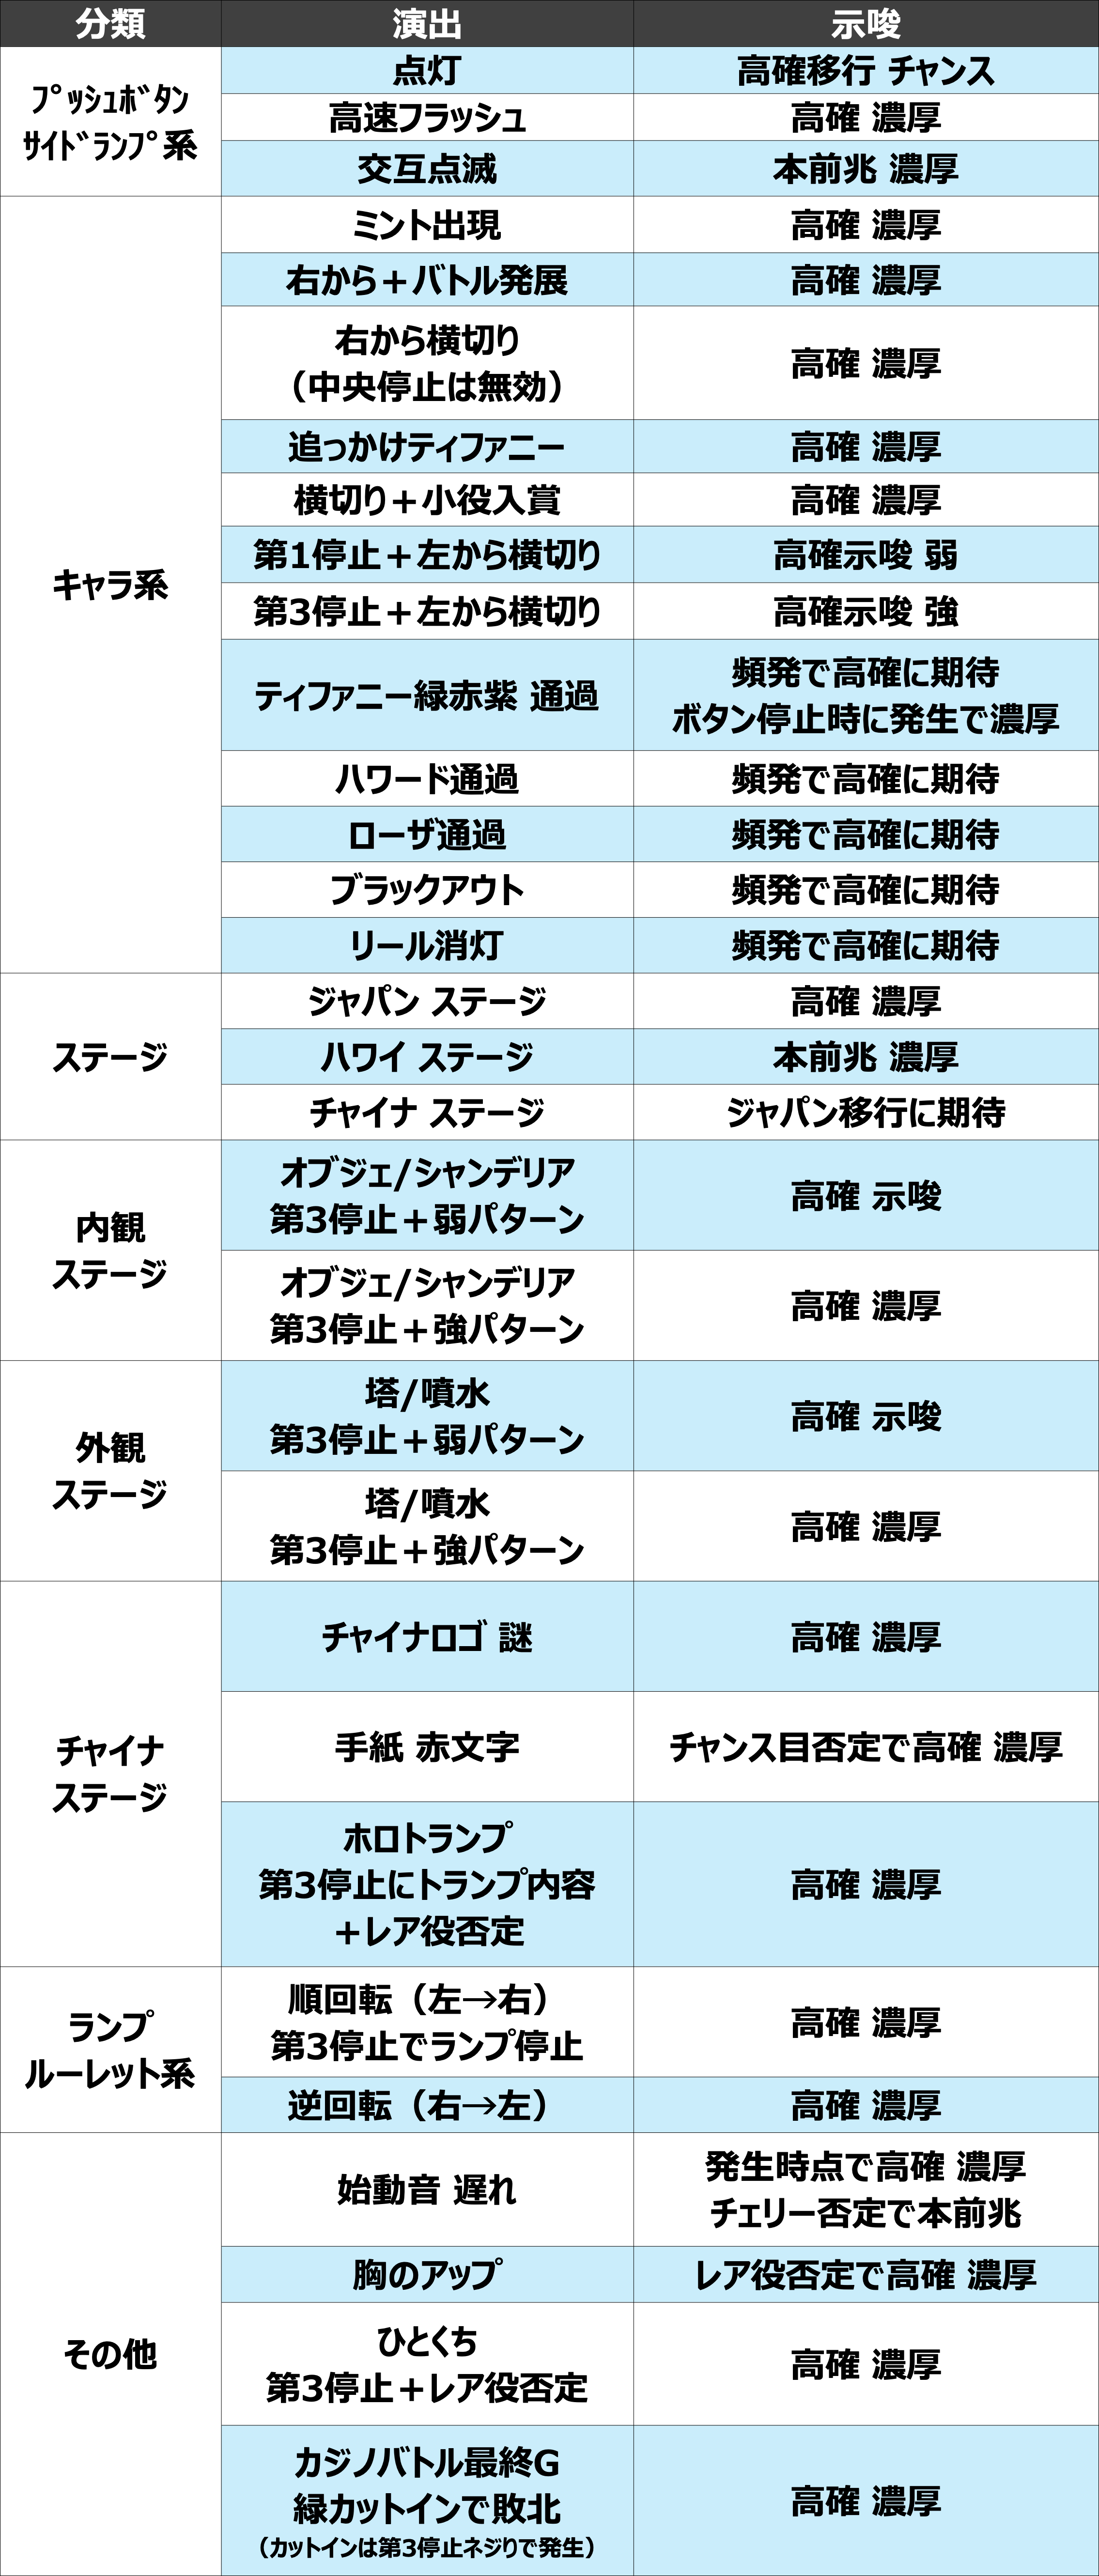 分類 演出 示唆
ﾌﾟｯｼｭﾎﾞﾀﾝ
ｻｲﾄﾞﾗﾝﾌﾟ系
点灯 高確移行 チャンス
高速フラッシュ 高確 濃厚
交互点滅 本前兆 濃厚
キャラ系
ミント出現 高確 濃厚
右から＋バトル発展 高確 濃厚
右から横切り
（中央停止は無効）
高確 濃厚
追っかけティファニー 高確 濃厚
横切り＋小役入賞 高確 濃厚
第1停止＋左から横切り 高確示唆 弱
第3停止＋左から横切り 高確示唆 強
ティファニー緑赤紫 通過
頻発で高確に期待
ボタン停止時に発生で濃厚
ハワード通過 頻発で高確に期待
ローザ通過 頻発で高確に期待
ブラックアウト 頻発で高確に期待
リール消灯 頻発で高確に期待
ステージ
ジャパン ステージ 高確 濃厚
ハワイ ステージ 本前兆 濃厚
チャイナ ステージ ジャパン移行に期待
内観
ステージ
オブジェ/シャンデリア
第3停止＋弱パターン
高確 示唆
オブジェ/シャンデリア
第3停止＋強パターン
高確 濃厚
外観
ステージ
塔/噴水
第3停止＋弱パターン
高確 示唆
塔/噴水
第3停止＋強パターン
高確 濃厚
チャイナ
ステージ
チャイナロゴ 謎 高確 濃厚
手紙 赤文字 チャンス目否定で高確 濃厚
ホロトランプ
第3停止にトランプ内容
＋レア役否定
高確 濃厚
ランプ
ルーレット系
順回転（左→右）
第3停止でランプ停止
高確 濃厚
逆回転（右→左） 高確 濃厚
その他
始動音 遅れ
発生時点で高確 濃厚
チェリー否定で本前兆
胸のアップ レア役否定で高確 濃厚
ひとくち
第3停止＋レア役否定
高確 濃厚
カジノバトル最終G
緑カットインで敗北
（カットインは第3停止ネジりで発生）
高確 濃厚